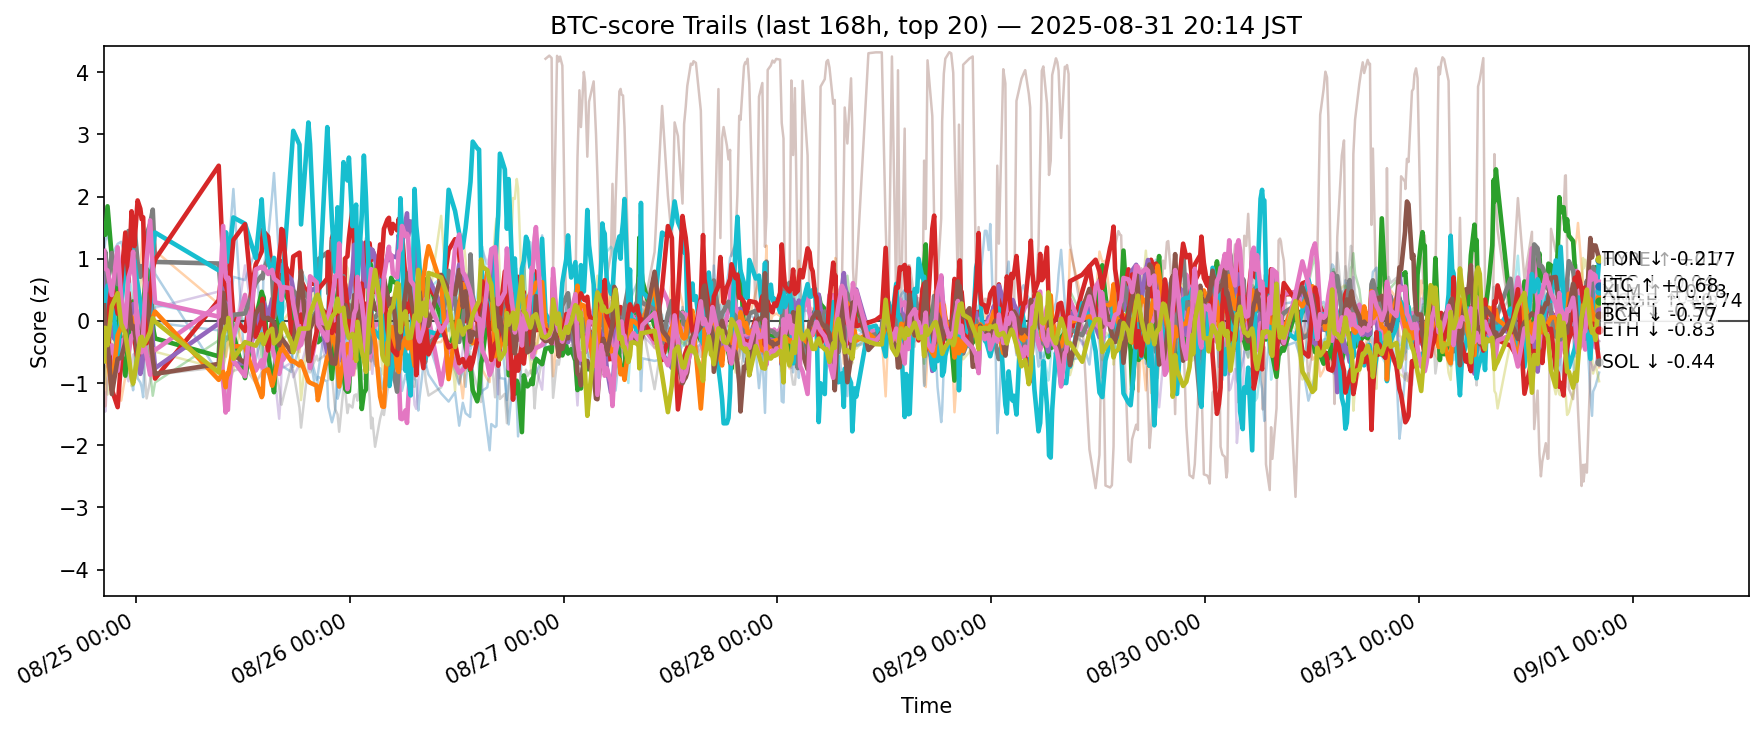 BTC-score Trails (last 168h, top 20) — 2025-08-31 20:14 JST
Score (z)
4
3
2
1
0
−1
−2
−3
−4
TON ↓ -0.21
LTC ↑ +0.68
BCH ↓ -0.77
ETH ↓ -0.83
SOL ↓ -0.44
08/25 00:00
08/26 00:00
08/27 00:00
08/28 00:00
08/29 00:00
08/30 00:00
08/31 00:00
09/01 00:00
Time